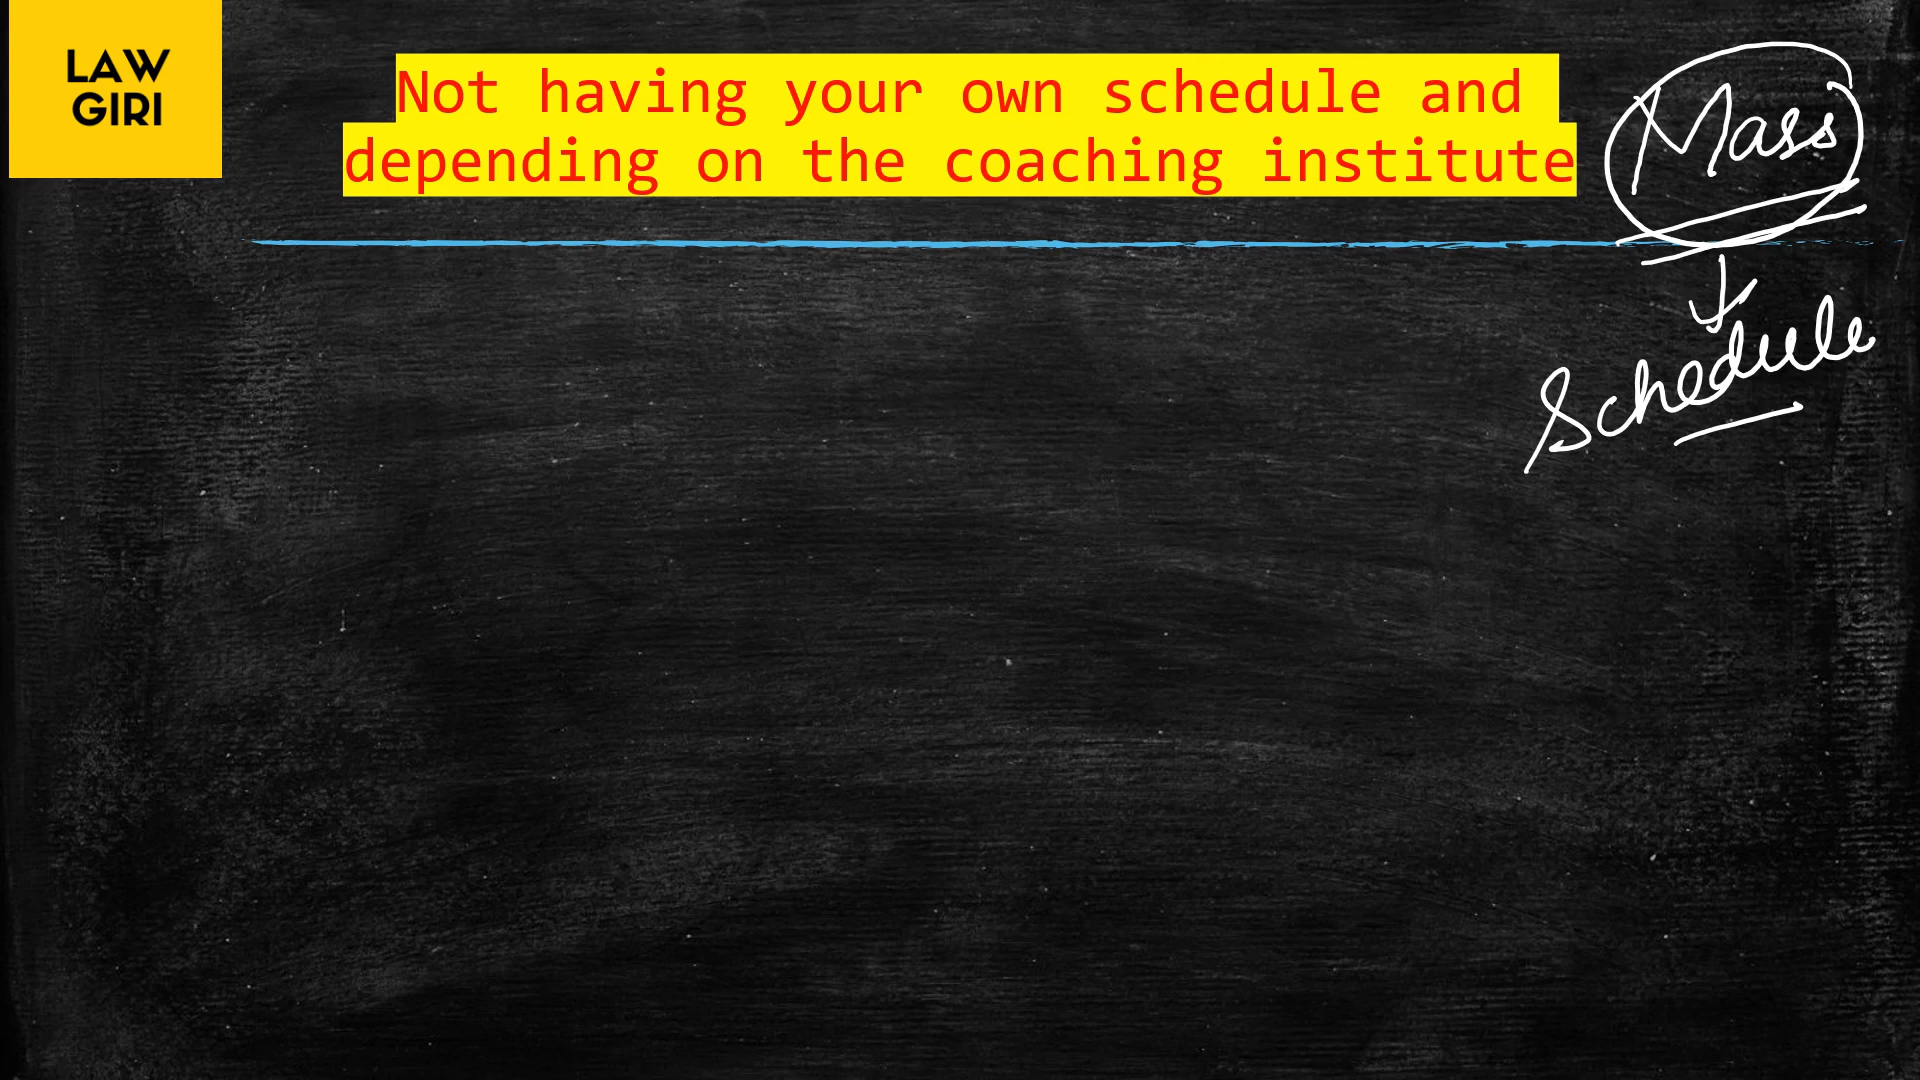 LAW
GIRI
Not having your own schedule and
depending on the coaching institute
Mass
Schedule